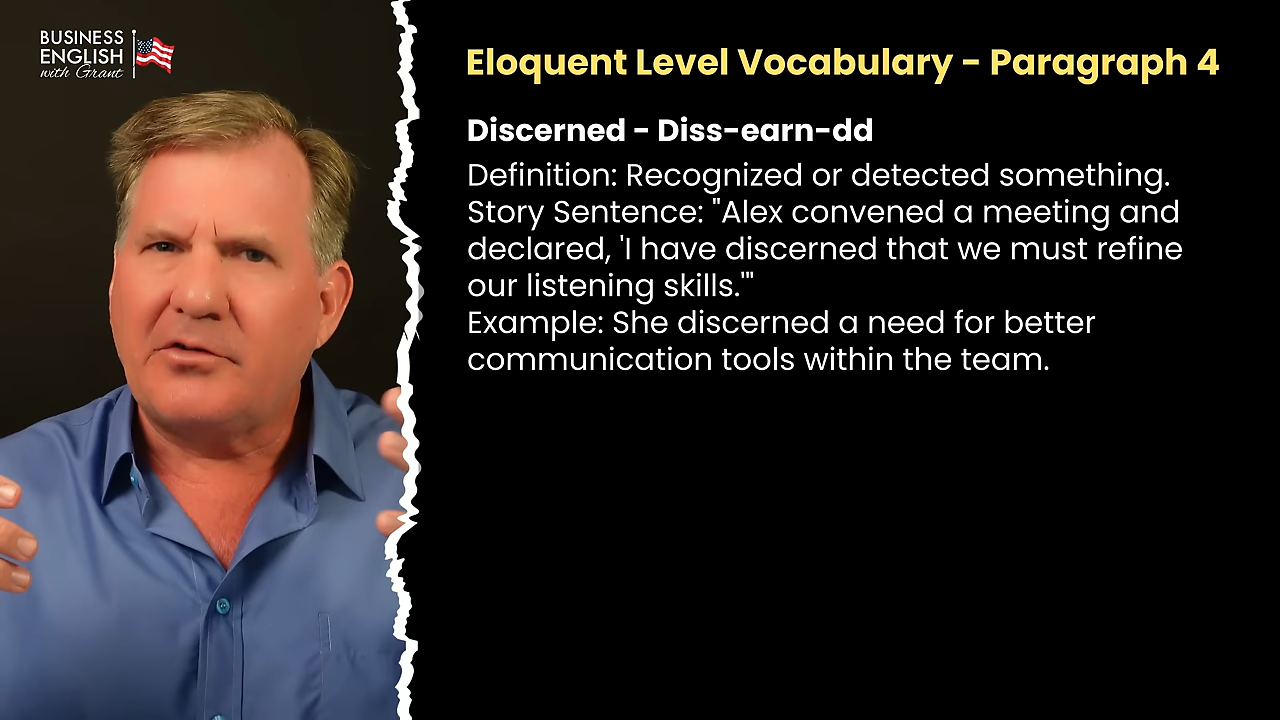 BUSINESS
ENGLISH
with Grant
Eloquent Level Vocabulary - Paragraph 4
Discerned - Diss-earn-dd
Definition: Recognized or detected something.
Story Sentence: "Alex convened a meeting and
declared, 'I have discerned that we must refine
our listening skills.'"
Example: She discerned a need for better
communication tools within the team.